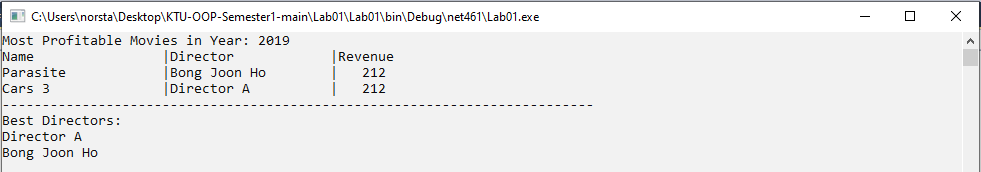 C:\Users\norsta\Desktop\KTU-OOP-Semester1-main\Lab01\Lab01\bin\Debug\net461\Lab01.exe
Most Profitable Movies in Year: 2019
Name                |Director            |Revenue
Parasite            |Bong Joon Ho        |   212
Cars 3              |Director A          |   212
--------------------------------------------------------------------------
Best Directors:
Director A
Bong Joon Ho